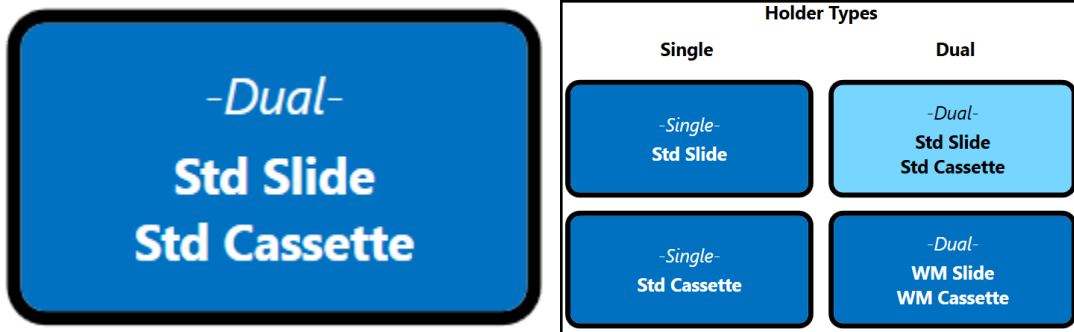 -Dual-
Std Slide
Std Cassette
Holder Types
Single
Dual
-Single-
Std Slide
-Dual-
Std Slide
Std Cassette
-Single-
Std Cassette
-Dual-
WM Slide
WM Cassette